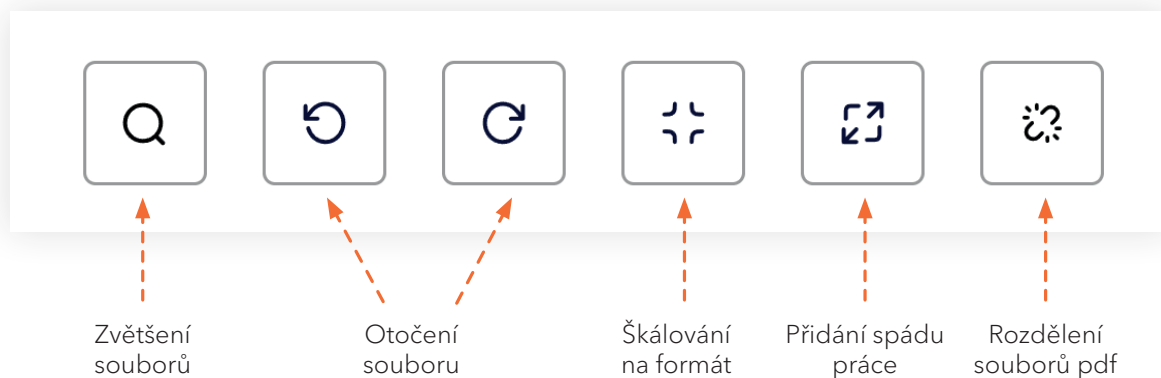 Zvětšení
souborů
Otočení
souboru
Škálování
na formát
Přidání spádu
práce
Rozdělení
souborů pdf